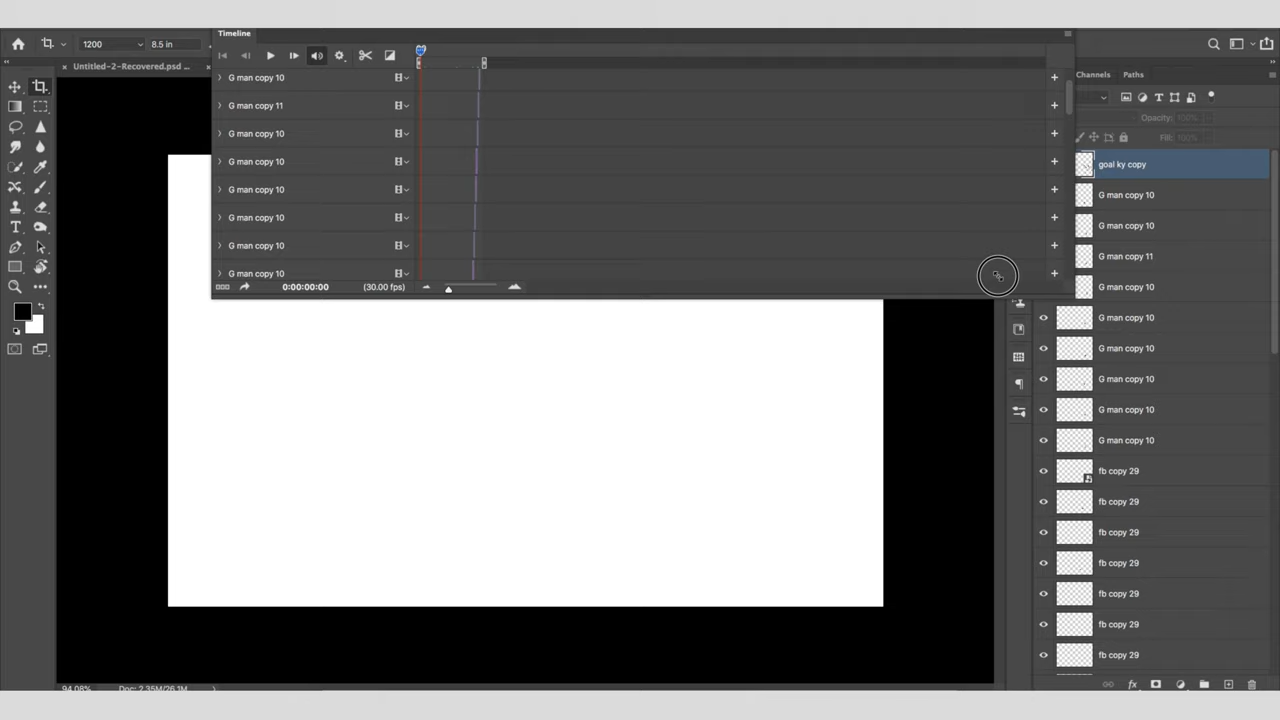 Timeline
1200
8.5 in
Untitled-2-Recovered.psd ...
G man copy 10
G man copy 11
G man copy 10
G man copy 10
G man copy 10
G man copy 10
G man copy 10
G man copy 10
0:00:00:00
(30.00 fps)
Channels
Paths
Opacity:
100%
Fill:
100%
goal ky copy
G man copy 10
G man copy 10
G man copy 11
G man copy 10
G man copy 10
G man copy 10
G man copy 10
G man copy 10
G man copy 10
fb copy 29
fb copy 29
fb copy 29
fb copy 29
fb copy 29
fb copy 29
fb copy 29
94.08%
Doc: 2.35M/26.1M